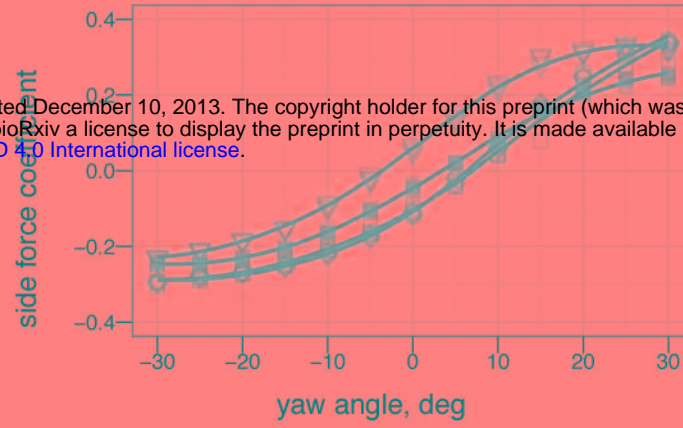 0.4
0.2
ted December 10, 2013. The copyright holder for this preprint (which was
bioRxiv a license to display the preprint in perpetuity. It is made available
D 4.0 International license.
0.0
−0.2
−0.4
side force coefficient
−30 −20 −10 0 10 20 30
yaw angle, deg